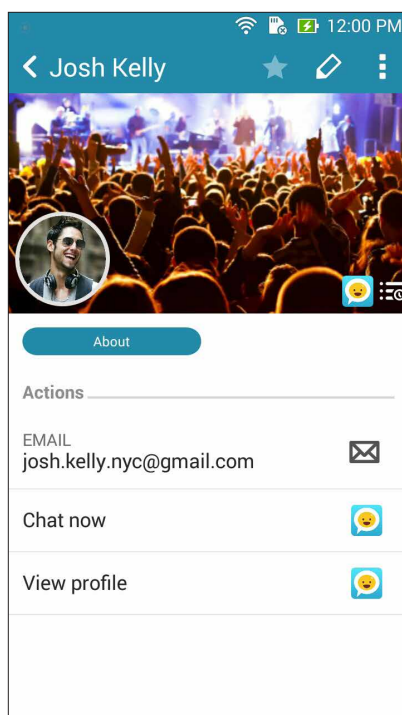 12:00 PM
Josh Kelly
About
Actions
EMAIL
josh.kelly.nyc@gmail.com
Chat now
View profile